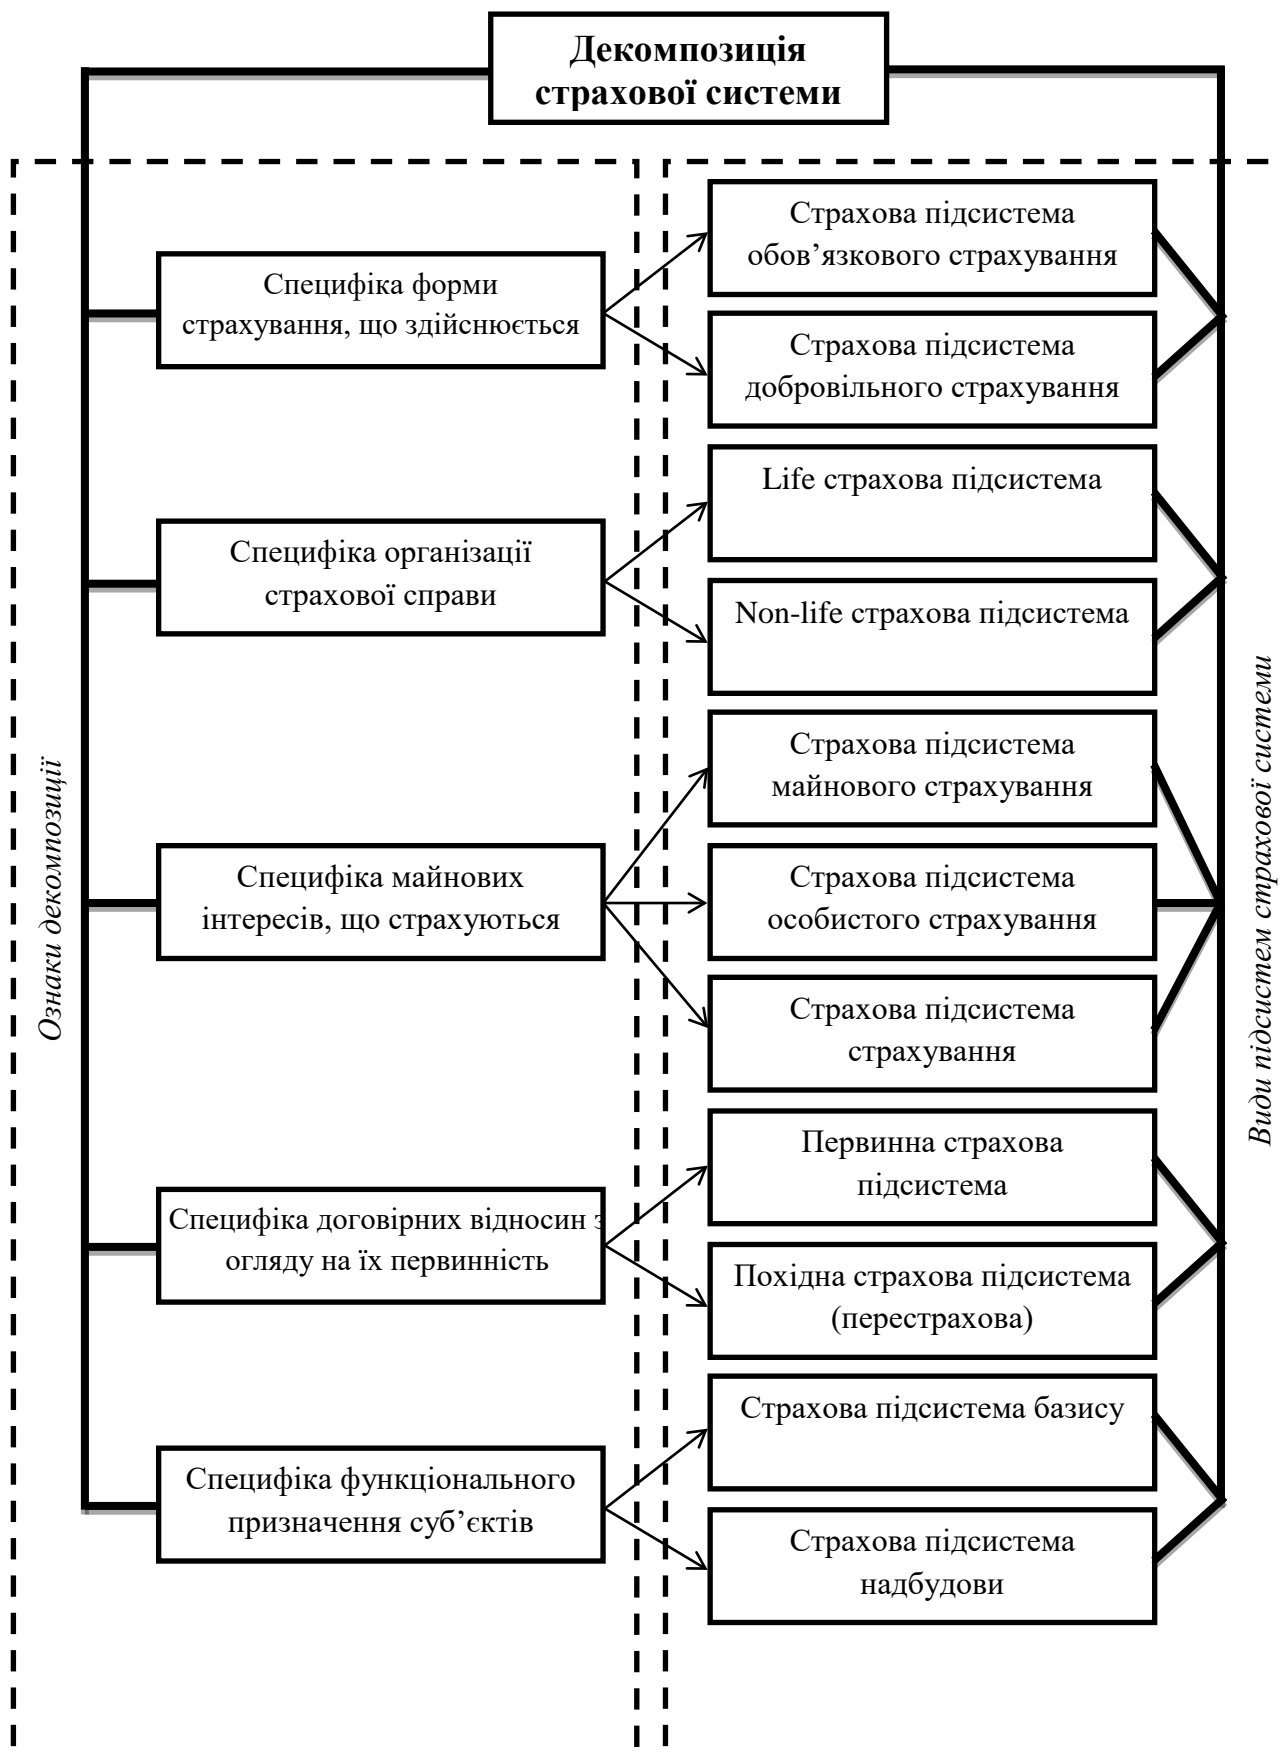 Декомпозиція
страхової системи
Ознаки декомпозиції
Специфіка форми
страхування, що здійснюється
Страхова підсистема
обов’язкового страхування
Страхова підсистема
добровільного страхування
Специфіка організації
страхової справи
Life страхова підсистема
Non-life страхова підсистема
Специфіка майнових
інтересів, що страхуються
Страхова підсистема
майнового страхування
Страхова підсистема
особистого страхування
Страхова підсистема
страхування
Специфіка договірних відносин з
огляду на їх первинність
Первинна страхова
підсистема
Похідна страхова підсистема
(перестрахова)
Специфіка функціонального
призначення суб’єктів
Страхова підсистема базису
Страхова підсистема
надбудови
Види підсистем страхової системи